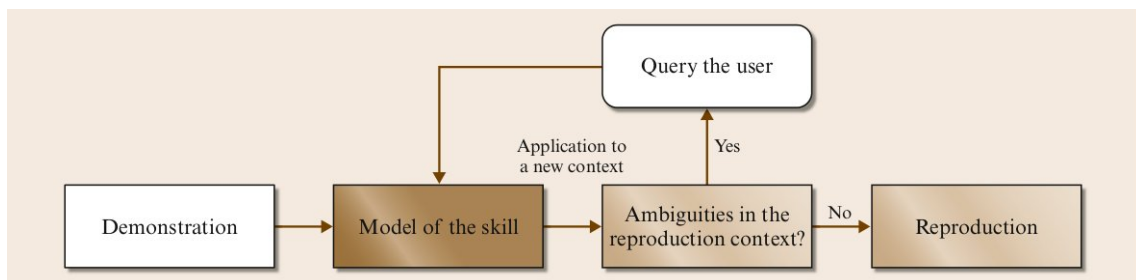 Query the user
Application to
a new context
Yes
Demonstration
Model of the skill
Ambiguities in the
reproduction context?
No
Reproduction